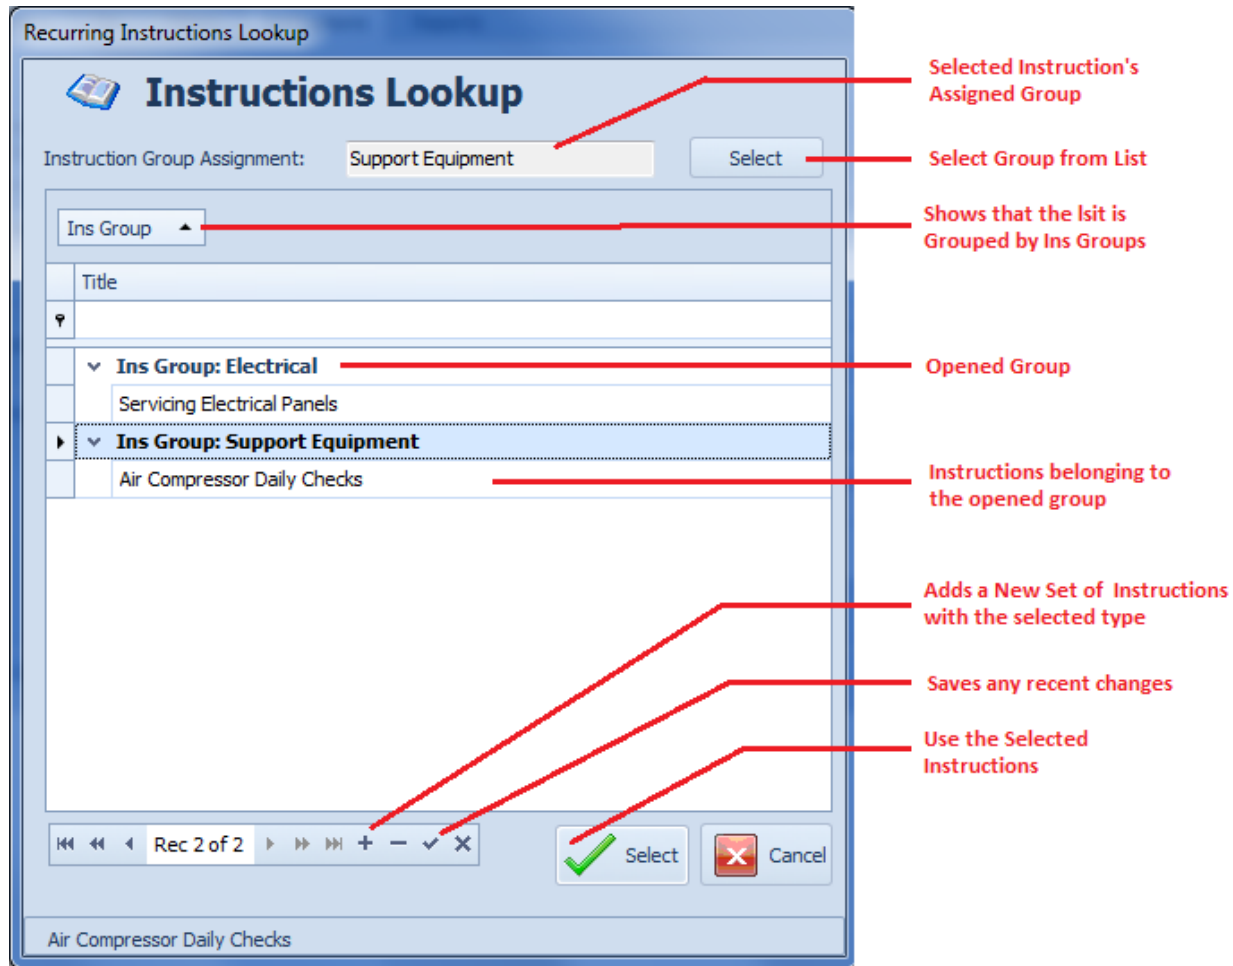 Recurring Instructions Lookup
Instructions Lookup
Selected Instruction's
Assigned Group
Instruction Group Assignment:
Support Equipment
Select
Select Group from List
Ins Group
Shows that the lsit is
Grouped by Ins Groups
Title
Ins Group: Electrical
Opened Group
Servicing Electrical Panels
Ins Group: Support Equipment
Air Compressor Daily Checks
Instructions belonging to
the opened group
Adds a New Set of Instructions
with the selected type
Saves any recent changes
Use the Selected
Instructions
Rec 2 of 2
Select
Cancel
Air Compressor Daily Checks